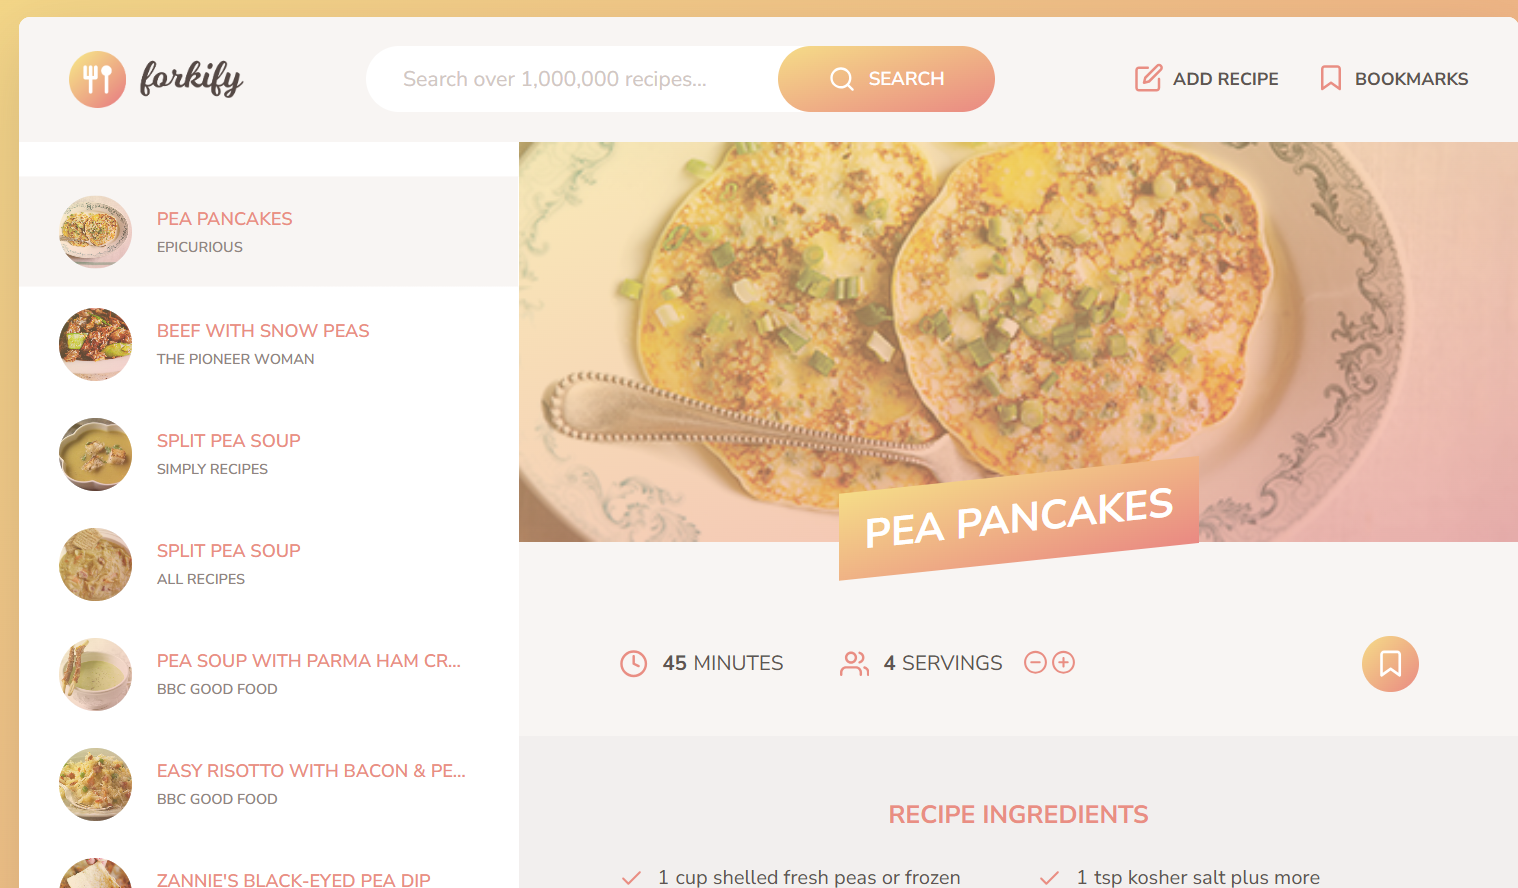 forkify
Search over 1,000,000 recipes...
SEARCH
ADD RECIPE
BOOKMARKS
PEA PANCAKES
EPICURIOUS
BEEF WITH SNOW PEAS
THE PIONEER WOMAN
SPLIT PEA SOUP
SIMPLY RECIPES
SPLIT PEA SOUP
ALL RECIPES
PEA SOUP WITH PARMA HAM CR...
BBC GOOD FOOD
EASY RISOTTO WITH BACON & PE...
BBC GOOD FOOD
ZANNIE'S BLACK-EYED PEA DIP
PEA PANCAKES
45 MINUTES
4 SERVINGS
RECIPE INGREDIENTS
1 cup shelled fresh peas or frozen
1 tsp kosher salt plus more